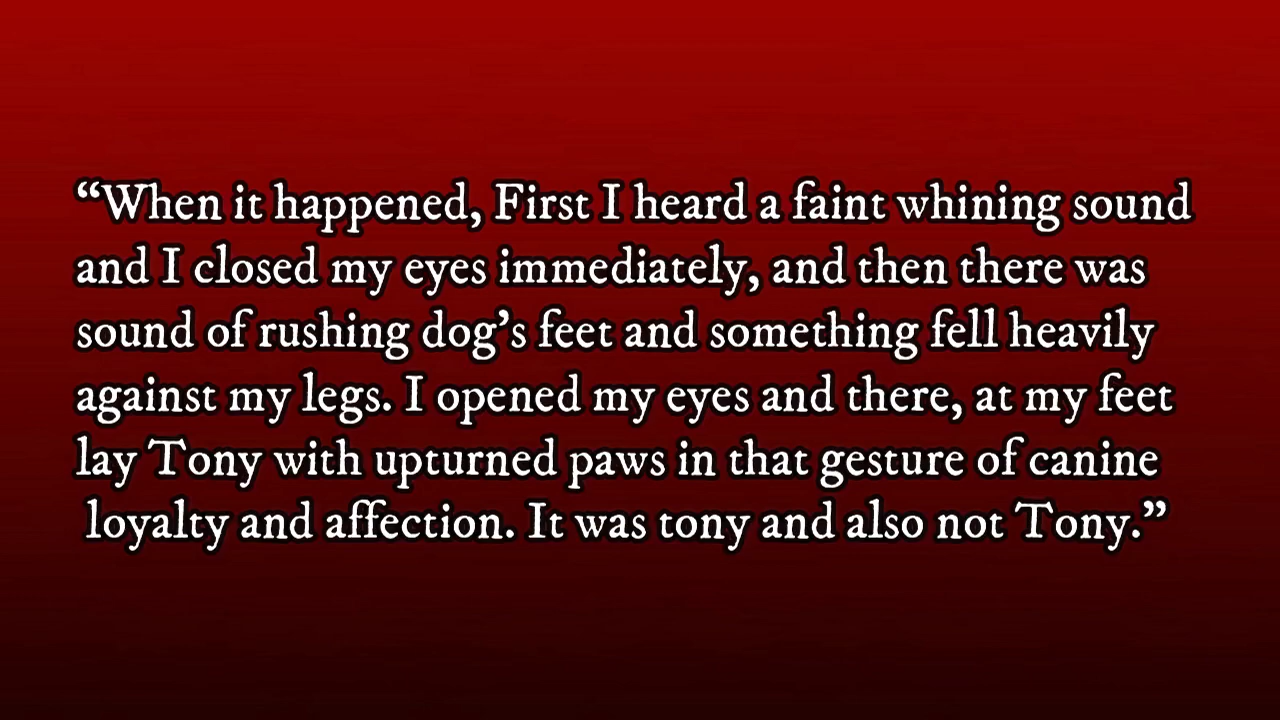 “When it happened, First I heard a faint whining sound
and I closed my eyes immediately, and then there was
sound of rushing dog’s feet and something fell heavily
against my legs. I opened my eyes and there, at my feet
lay Tony with upturned paws in that gesture of canine
loyalty and affection. It was tony and also not Tony.”